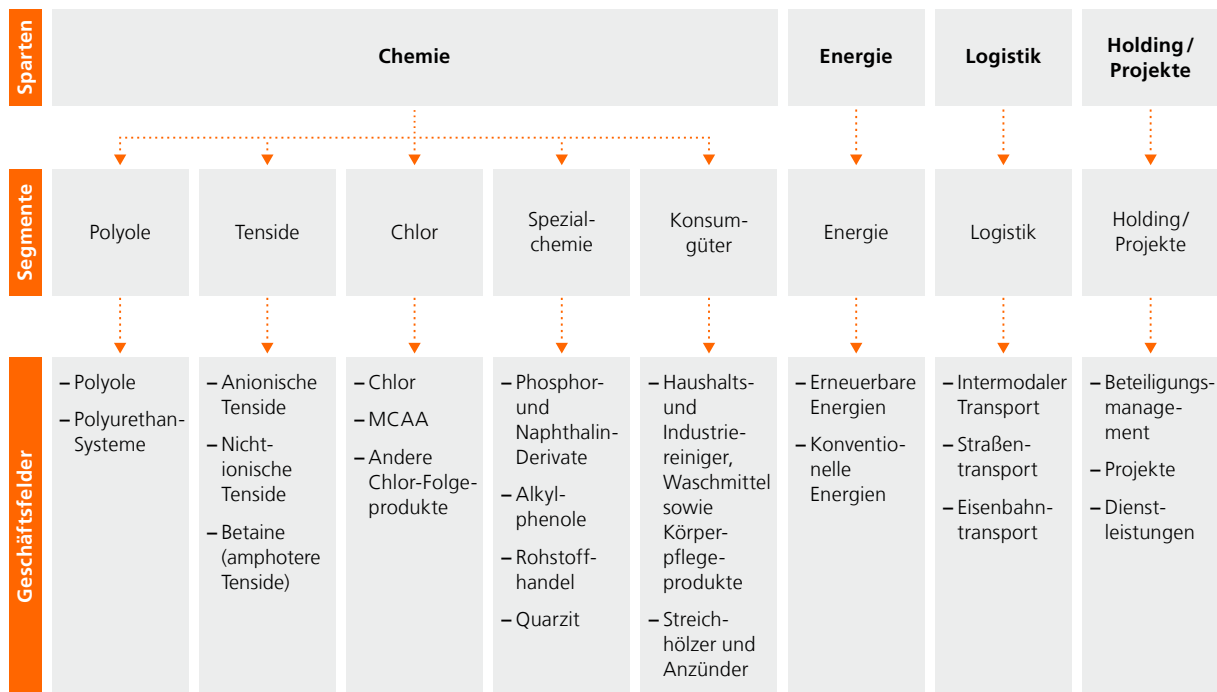 Sparten
Chemie
Energie
Logistik
Holding/
Projekte
Segmente
Polyole
Tenside
Chlor
Spezial-
chemie
Konsum-
güter
Energie
Logistik
Holding/
Projekte
Geschäftsfelder
– Polyole
– Polyurethan-
Systeme
– Anionische
Tenside
– Nicht-
ionische
Tenside
– Betaine
(amphotere
Tenside)
– Chlor
– MCAA
– Andere
Chlor-Folge-
produkte
– Phosphor-
und
Naphthalin-
Derivate
– Alkyl-
phenole
– Rohstoff-
handel
– Quarzit
– Haushalts-
und
Industrie-
reiniger,
Waschmittel
sowie
Körper-
pflege-
produkte
– Streich-
hölzer und
Anzünder
– Erneuerbare
Energien
– Konventio-
nelle
Energien
– Intermodaler
Transport
– Straßen-
transport
– Eisenbahn-
transport
– Beteiligungs-
manage-
ment
– Projekte
– Dienst-
leistungen